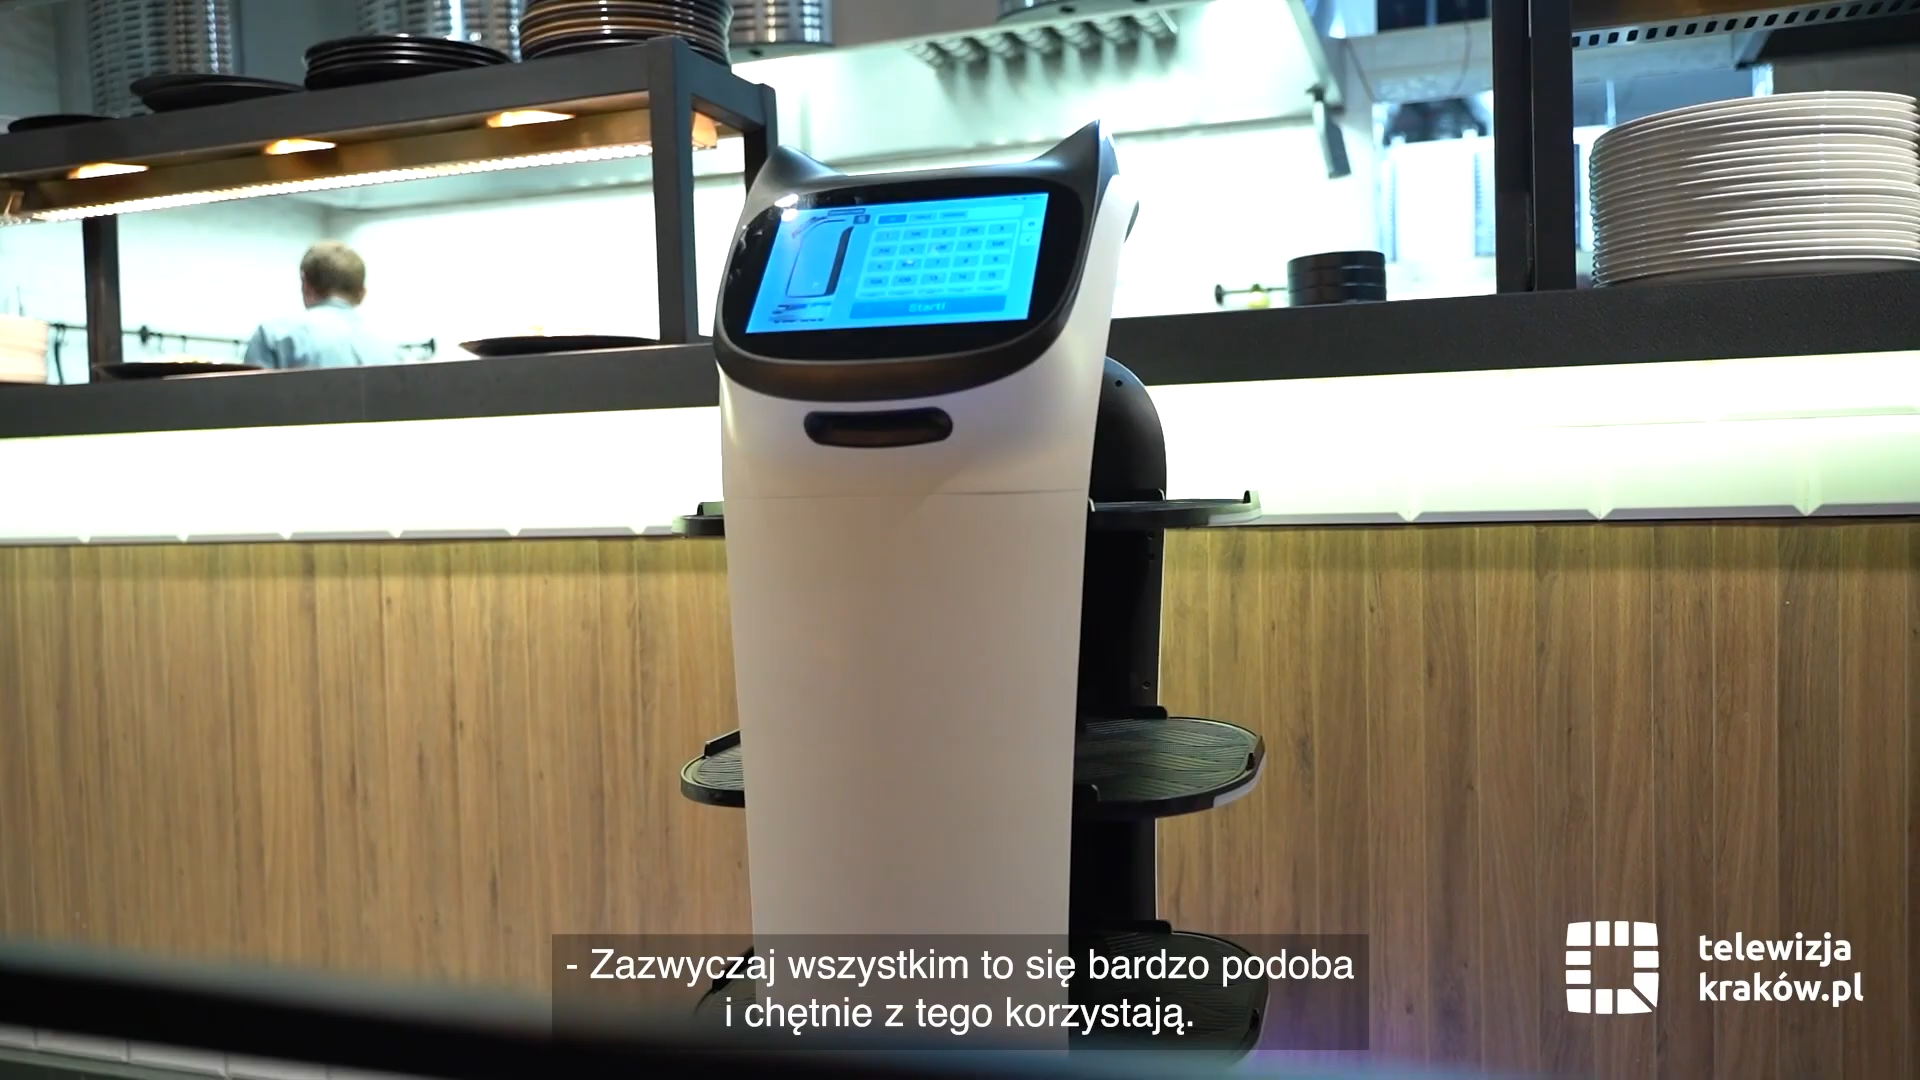 Start!
- Zazwyczaj wszystkim to się bardzo podoba
i chętnie z tego korzystają.
telewizja
kraków.pl